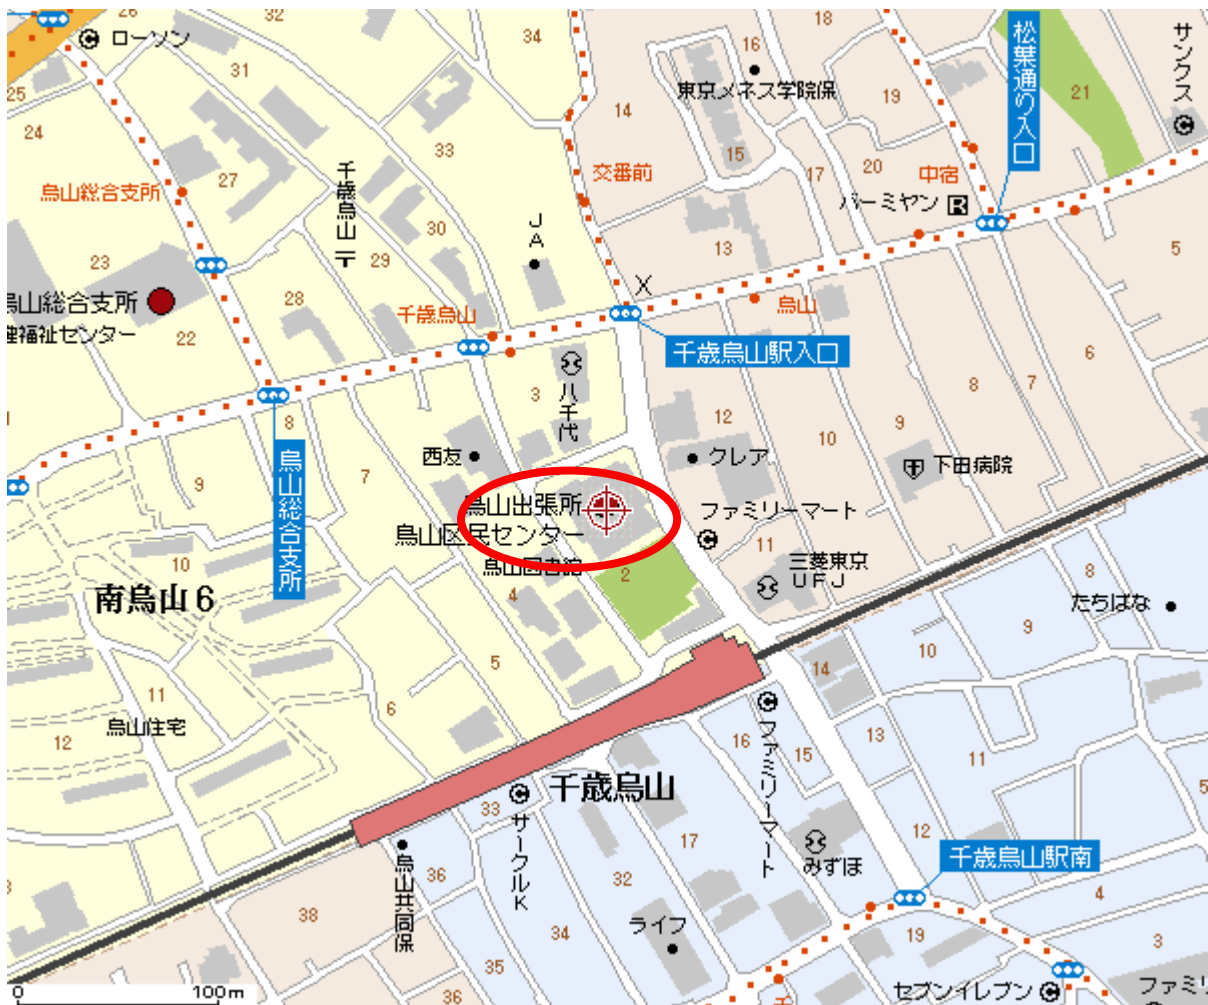 26
32
34
18
ローソン
31
25
24
14
16
東京メネス学院保
19
21
松葉通り入口
サンクス
烏山総合支所
27
千歳烏山
〒
33
30
29
JA
交番前
15
17
20
中宿
バーミヤン
R
13
5
23
烏山総合支所
健福祉センター
22
28
千歳烏山
X
烏山
千歳烏山駅入口
6
3
八千代
8
7
8
西友
12
クレア
10
9
下田病院
9
7
烏山総合支所
烏山出張所
烏山区民センター
烏山図書館
ファミリーマート
11
三菱東京
UFJ
2
10
南烏山6
4
8
たちばな
9
10
5
14
11
烏山住宅
6
12
ファミリーマート
16
15
13
11
5
千歳烏山
33
サークルK
17
みずほ
12
千歳烏山駅南
烏山共同保
36
32
4
38
ライフ
34
19
3
35
36
セブンイレブン
ファミリ
千
0
100m